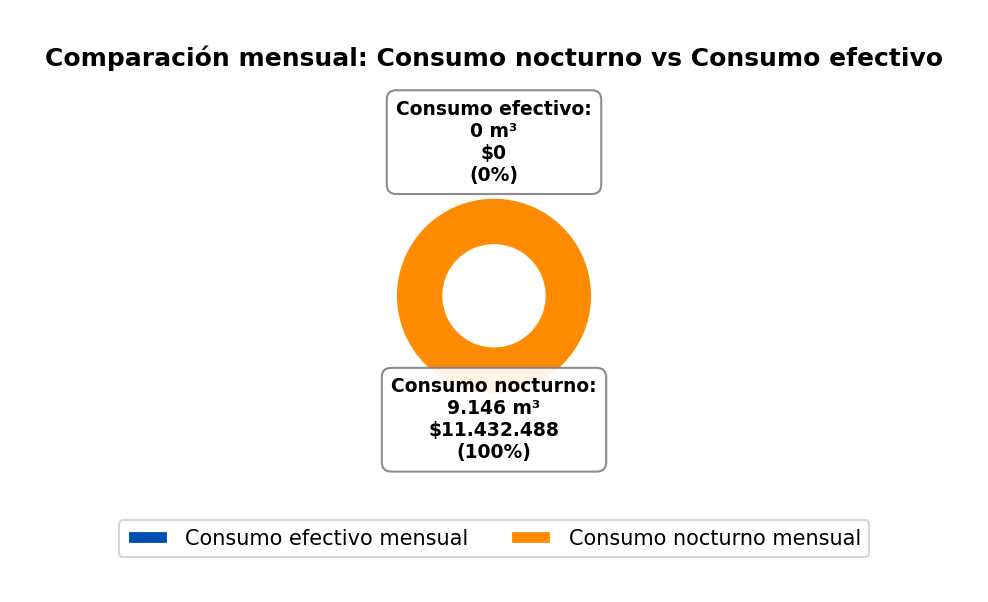 Comparación mensual: Consumo nocturno vs Consumo efectivo
Consumo efectivo:
0 m³
$0
(0%)
Consumo nocturno:
9.146 m³
$11.432.488
(100%)
Consumo efectivo mensual
Consumo nocturno mensual